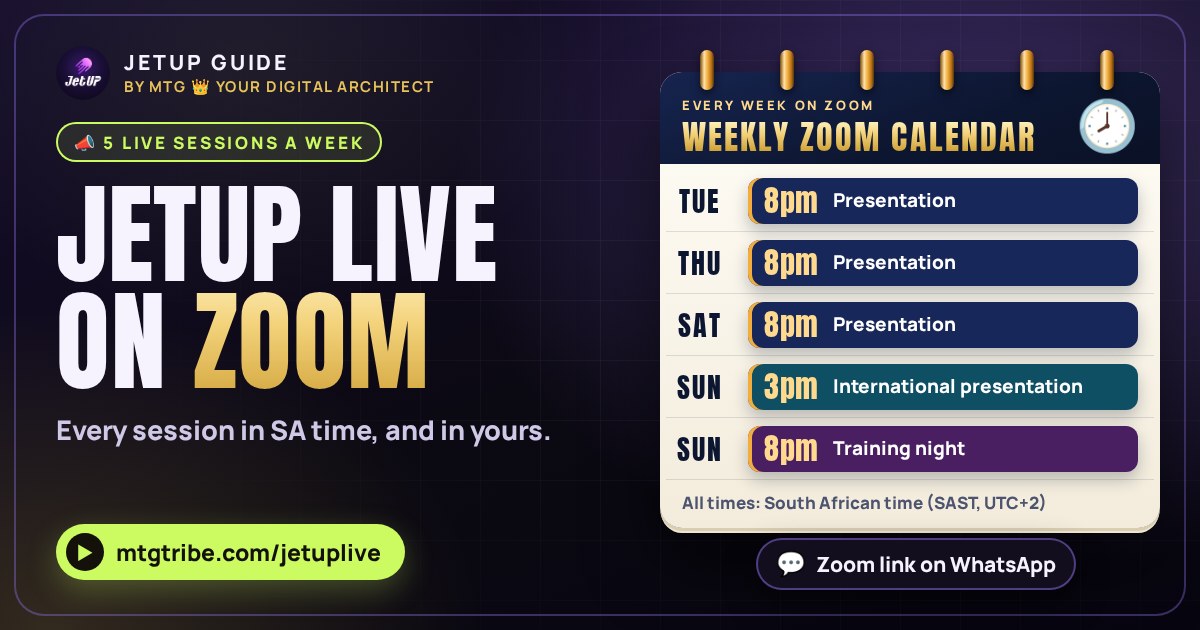 JetUP
JETUP GUIDE
BY MTG 👑 YOUR DIGITAL ARCHITECT
📣 5 LIVE SESSIONS A WEEK
JETUP LIVE
ON ZOOM
Every session in SA time, and in yours.
mtgtribe.com/jetuplive
EVERY WEEK ON ZOOM
WEEKLY ZOOM CALENDAR
TUE 8pm Presentation
THU 8pm Presentation
SAT 8pm Presentation
SUN 3pm International presentation
SUN 8pm Training night
All times: South African time (SAST, UTC+2)
💬 Zoom link on WhatsApp